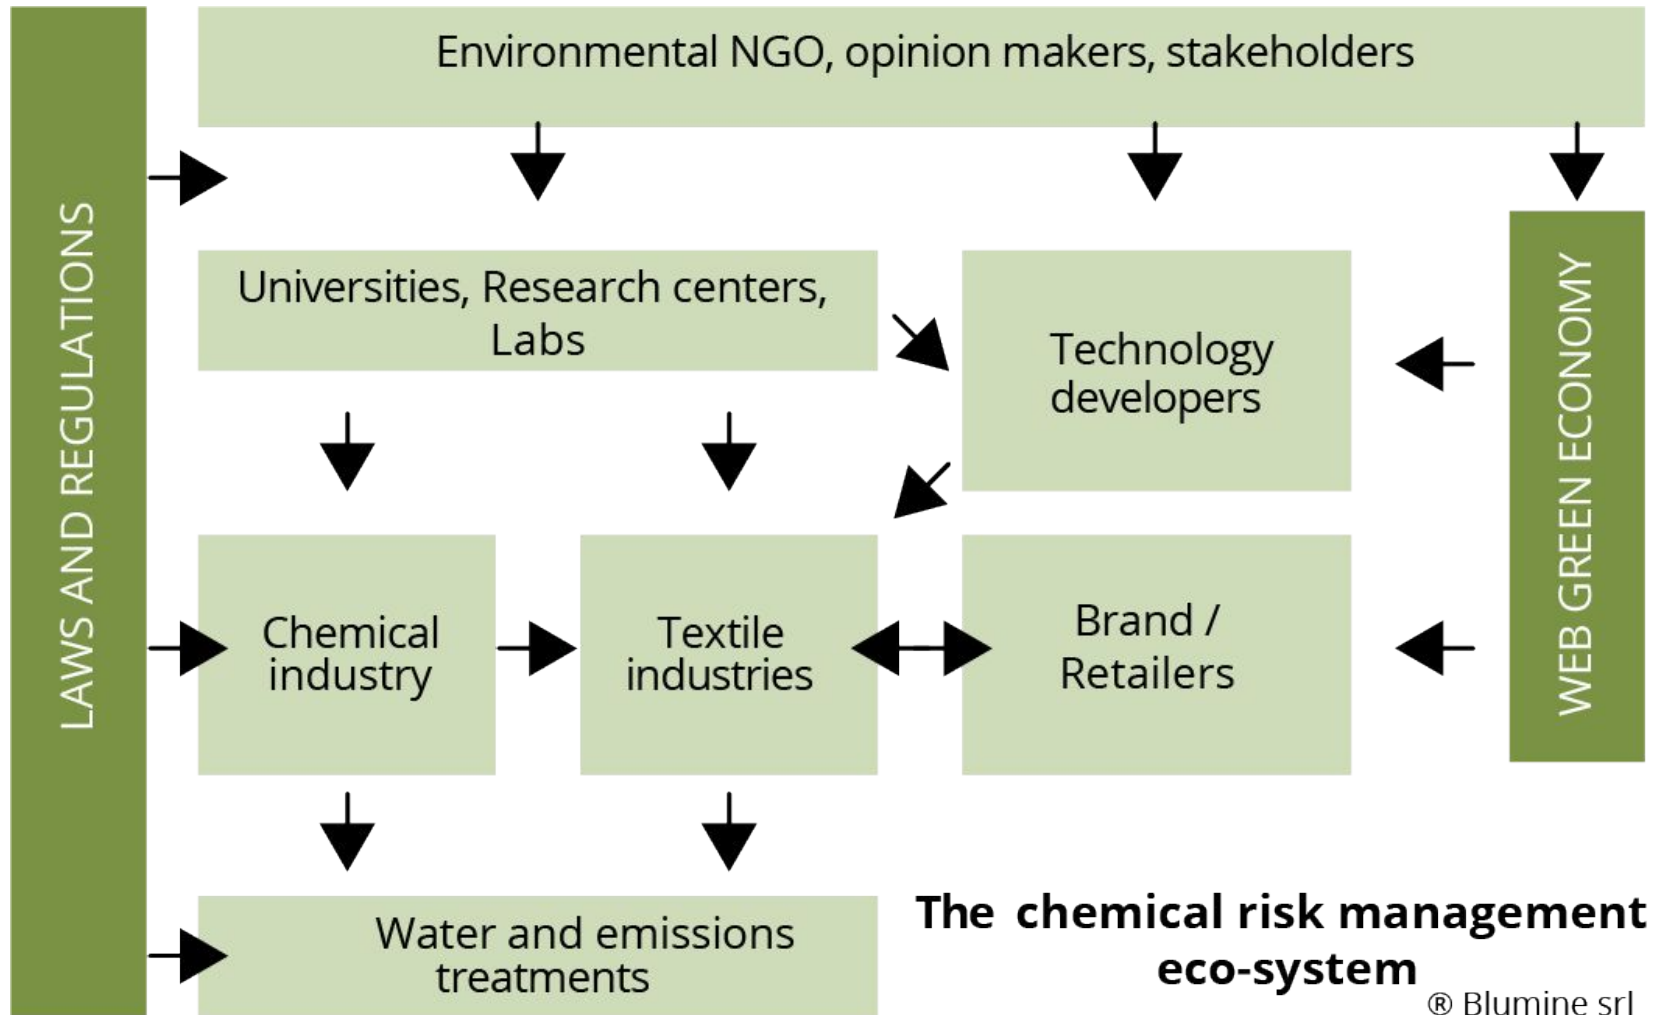 LAWS AND REGULATIONS
Environmental NGO, opinion makers, stakeholders
Universities, Research centers,
Labs
Technology
developers
WEB GREEN ECONOMY
Chemical
industry
Textile
industries
Brand /
Retailers
Water and emissions
treatments
The chemical risk management
eco-system
® Blumine srl